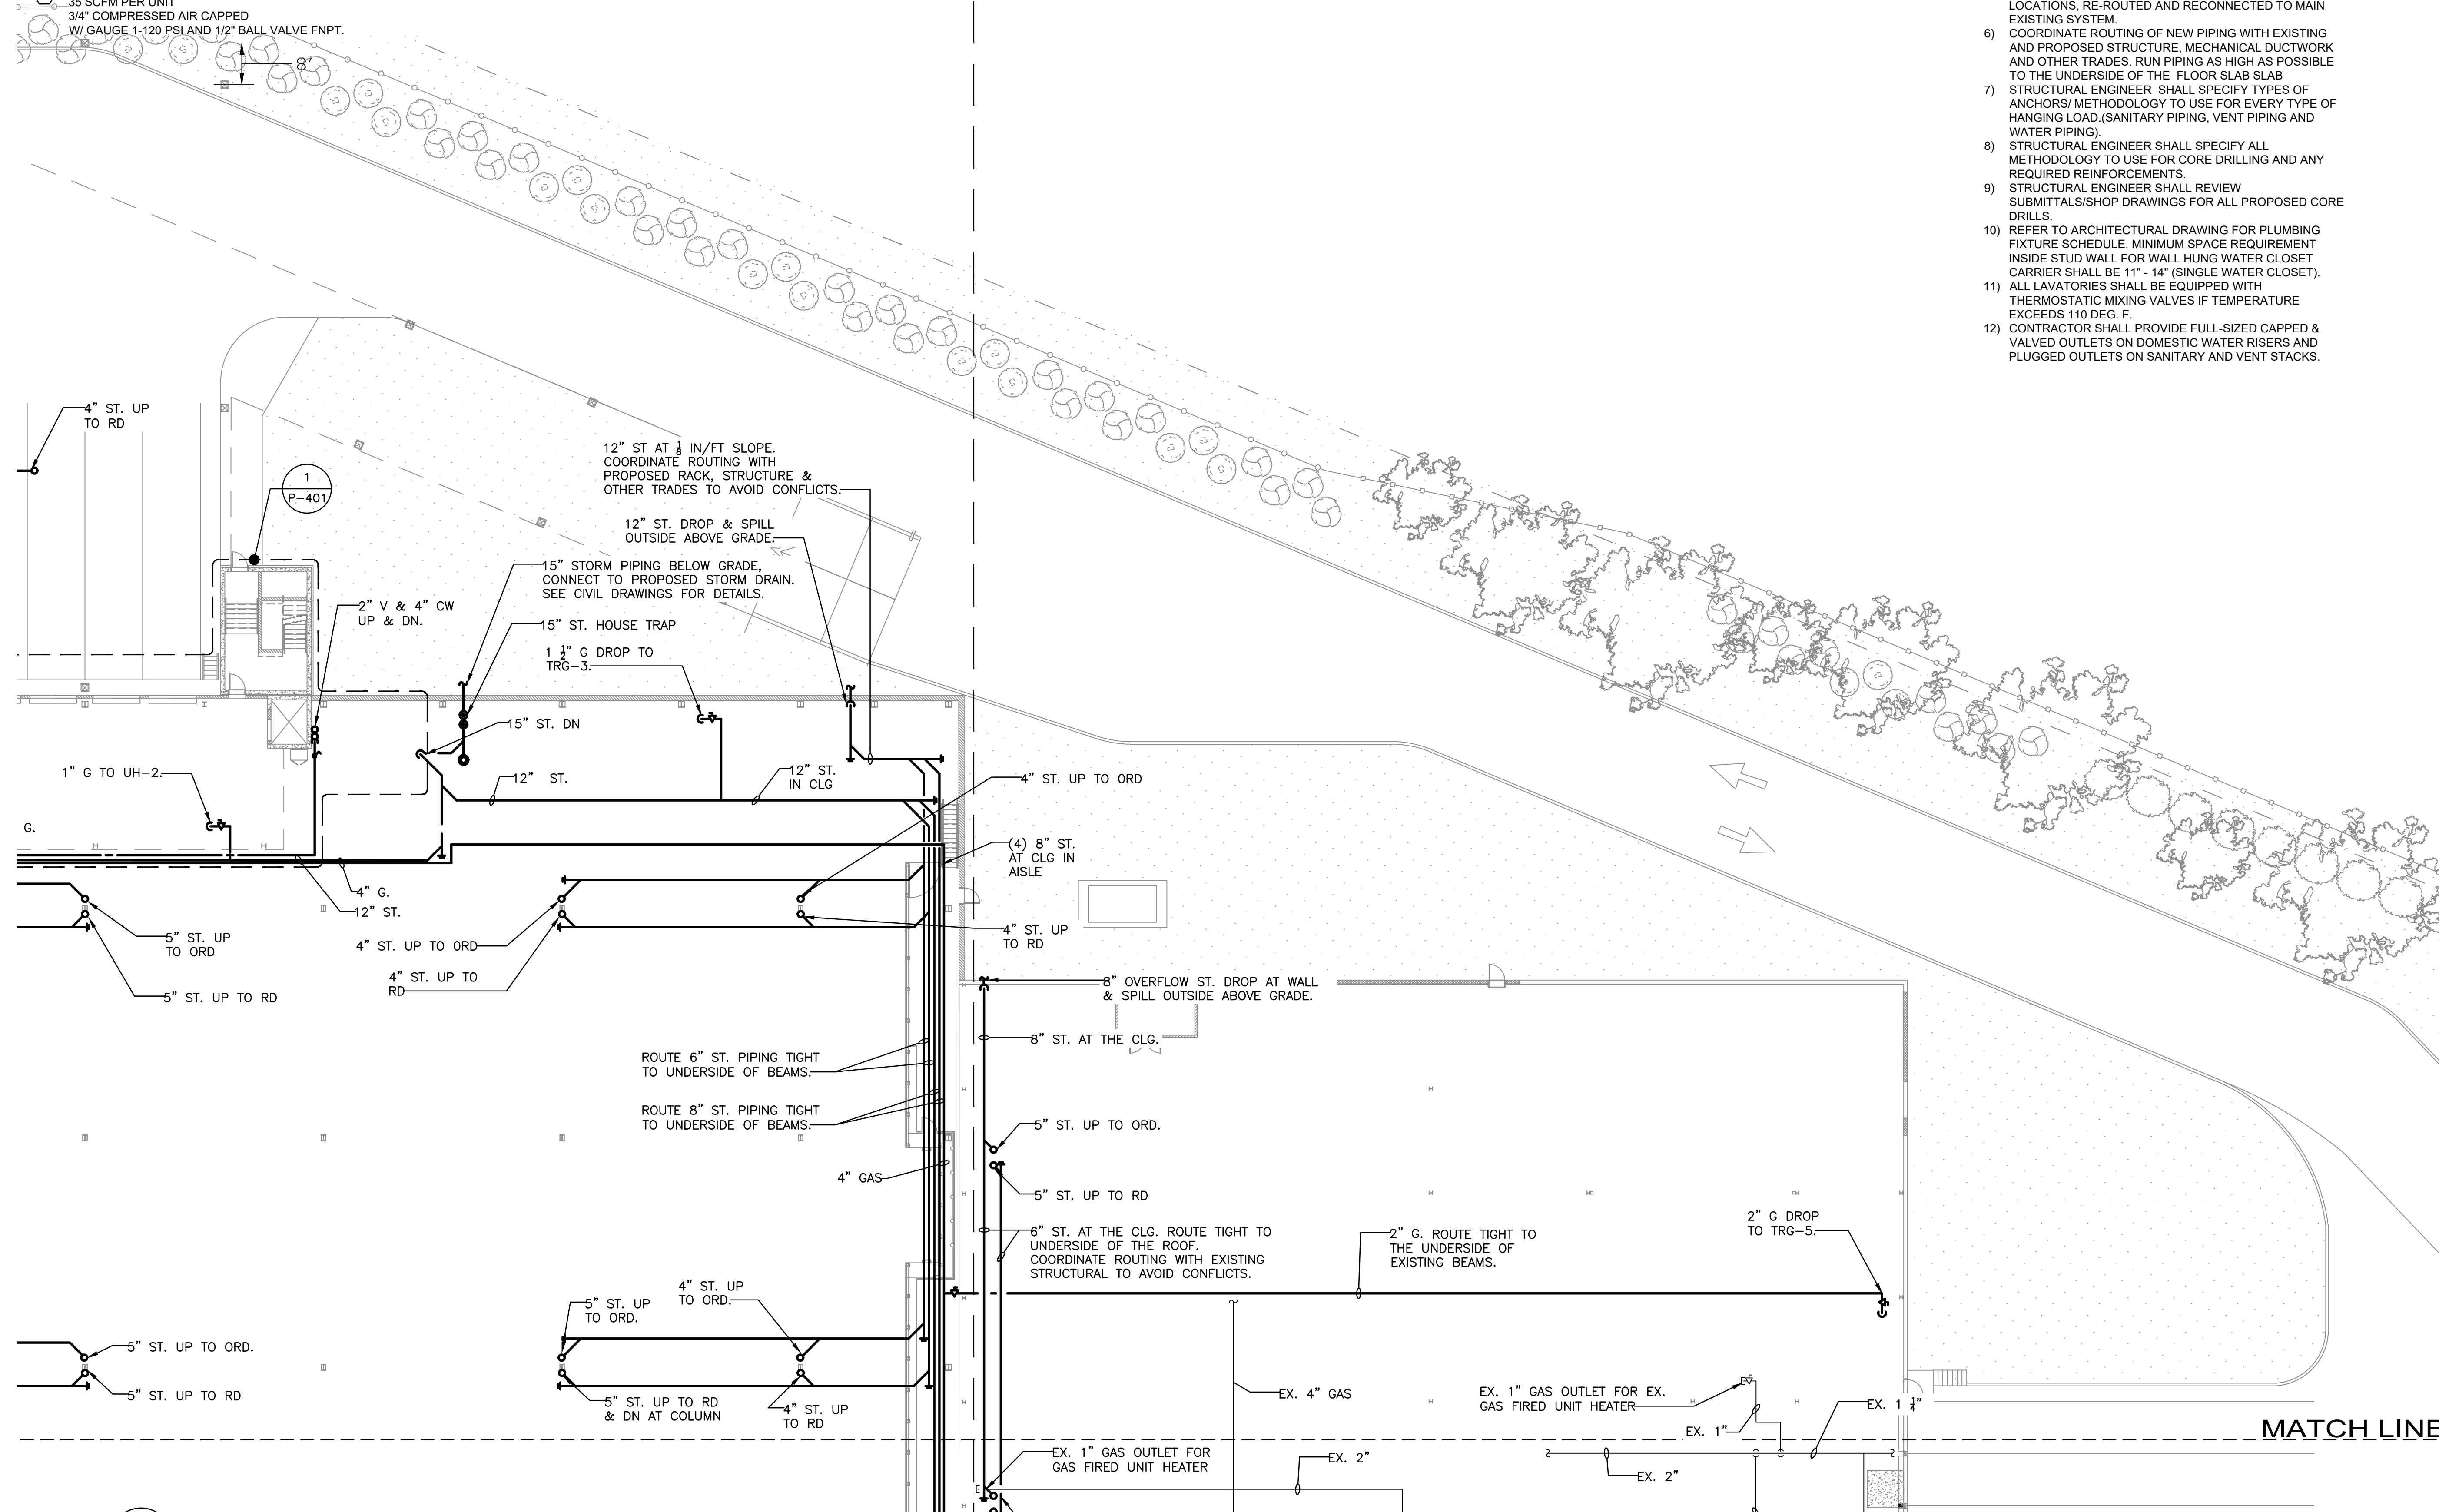 35 SCFM PER UNIT
3/4" COMPRESSED AIR CAPPED
W/ GAUGE 1-120 PSI AND 1/2" BALL VALVE FNPT.
8'
LOCATIONS, RE-ROUTED AND RECONNECTED TO MAIN
EXISTING SYSTEM.
6) COORDINATE ROUTING OF NEW PIPING WITH EXISTING
AND PROPOSED STRUCTURE, MECHANICAL DUCTWORK
AND OTHER TRADES. RUN PIPING AS HIGH AS POSSIBLE
TO THE UNDERSIDE OF THE FLOOR SLAB SLAB
7) STRUCTURAL ENGINEER SHALL SPECIFY TYPES OF
ANCHORS/ METHODOLOGY TO USE FOR EVERY TYPE OF
HANGING LOAD.(SANITARY PIPING, VENT PIPING AND
WATER PIPING).
8) STRUCTURAL ENGINEER SHALL SPECIFY ALL
METHODOLOGY TO USE FOR CORE DRILLING AND ANY
REQUIRED REINFORCEMENTS.
9) STRUCTURAL ENGINEER SHALL REVIEW
SUBMITTALS/SHOP DRAWINGS FOR ALL PROPOSED CORE
DRILLS.
10) REFER TO ARCHITECTURAL DRAWING FOR PLUMBING
FIXTURE SCHEDULE. MINIMUM SPACE REQUIREMENT
INSIDE STUD WALL FOR WALL HUNG WATER CLOSET
CARRIER SHALL BE 11" - 14" (SINGLE WATER CLOSET).
11) ALL LAVATORIES SHALL BE EQUIPPED WITH
THERMOSTATIC MIXING VALVES IF TEMPERATURE
EXCEEDS 110 DEG. F.
12) CONTRACTOR SHALL PROVIDE FULL-SIZED CAPPED &
VALVED OUTLETS ON DOMESTIC WATER RISERS AND
PLUGGED OUTLETS ON SANITARY AND VENT STACKS.
4" ST. UP
TO RD
1
P-401
12" ST AT 1/8 IN/FT SLOPE.
COORDINATE ROUTING WITH
PROPOSED RACK, STRUCTURE &
OTHER TRADES TO AVOID CONFLICTS.
12" ST. DROP & SPILL
OUTSIDE ABOVE GRADE.
15" STORM PIPING BELOW GRADE,
CONNECT TO PROPOSED STORM DRAIN.
SEE CIVIL DRAWINGS FOR DETAILS.
2" V & 4" CW
UP & DN.
15" ST. HOUSE TRAP
1 1/2" G DROP TO
TRG-3.
15" ST. DN
1" G TO UH-2.
12" ST.
12" ST.
IN CLG
4" ST. UP TO ORD
G.
(4) 8" ST.
AT CLG IN
AISLE
4" G.
12" ST.
5" ST. UP
TO ORD
4" ST. UP TO ORD
4" ST. UP
TO RD
4" ST. UP TO
RD
5" ST. UP TO RD
8" OVERFLOW ST. DROP AT WALL
& SPILL OUTSIDE ABOVE GRADE.
8" ST. AT THE CLG.
ROUTE 6" ST. PIPING TIGHT
TO UNDERSIDE OF BEAMS.
ROUTE 8" ST. PIPING TIGHT
TO UNDERSIDE OF BEAMS.
5" ST. UP TO ORD.
4" GAS
5" ST. UP TO RD
6" ST. AT THE CLG. ROUTE TIGHT TO
UNDERSIDE OF THE ROOF.
COORDINATE ROUTING WITH EXISTING
STRUCTURAL TO AVOID CONFLICTS.
2" G. ROUTE TIGHT TO
THE UNDERSIDE OF
EXISTING BEAMS.
2" G DROP
TO TRG-5.
4" ST. UP
TO ORD.
5" ST. UP
TO ORD.
5" ST. UP TO ORD.
5" ST. UP TO RD
5" ST. UP TO RD
& DN AT COLUMN
4" ST. UP
TO RD
EX. 4" GAS
EX. 1" GAS OUTLET FOR EX.
GAS FIRED UNIT HEATER
EX. 1"
EX. 1 1/4"
MATCH LINE
EX. 1" GAS OUTLET FOR
GAS FIRED UNIT HEATER
EX. 2"
EX. 2"